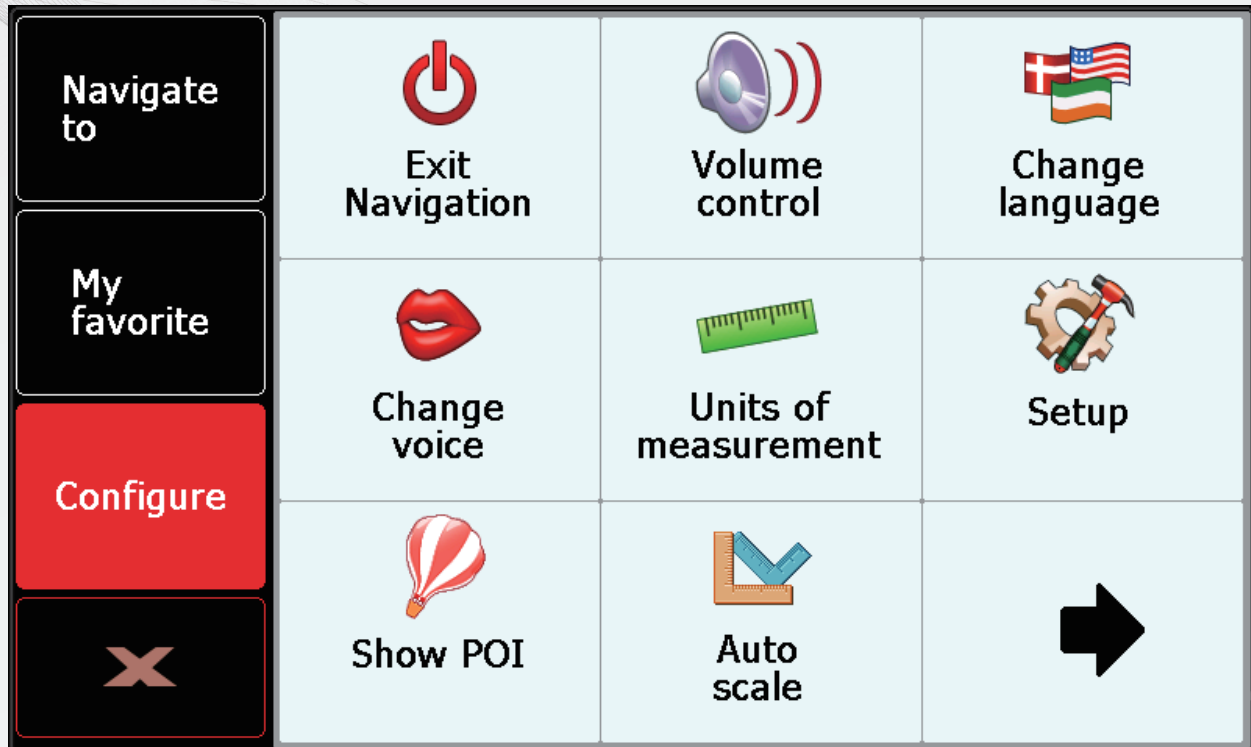 Navigate
to
My
favorite
Configure
X
Exit
Navigation
Volume
control
Change
language
Change
voice
Units of
measurement
Setup
Show POI
Auto
scale